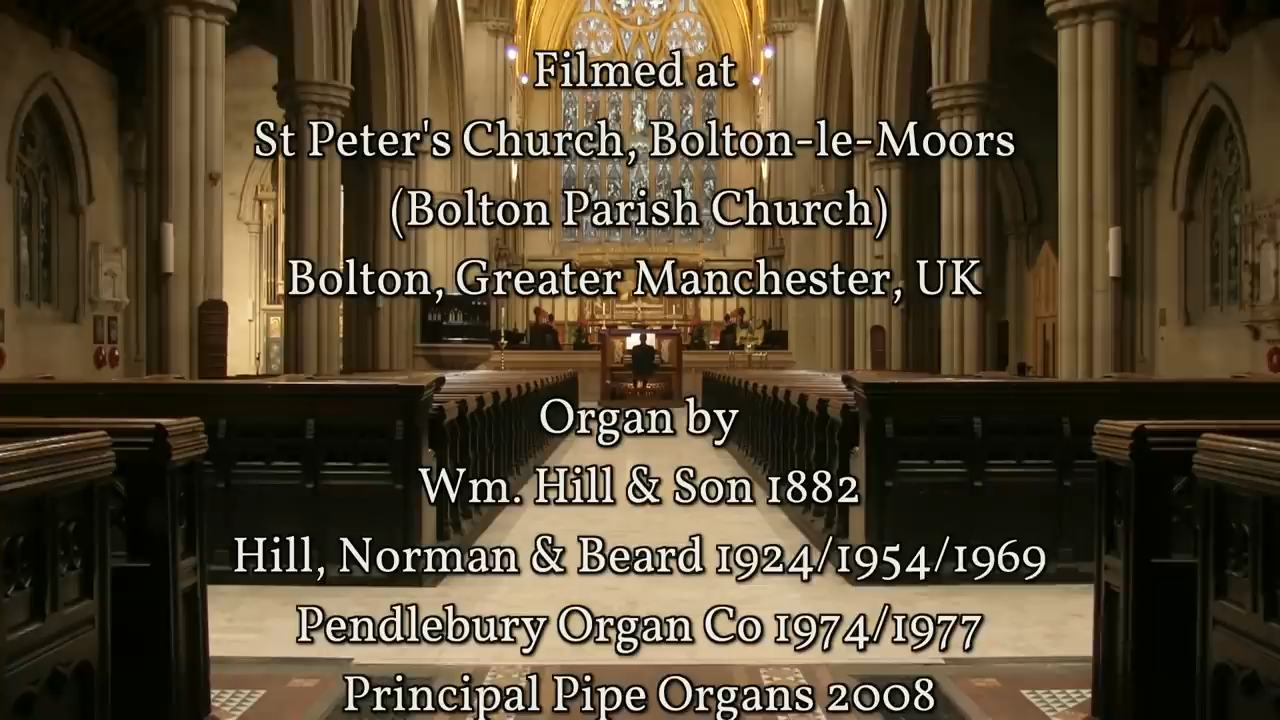 Filmed at
St Peter's Church, Bolton-le-Moors
(Bolton Parish Church)
Bolton, Greater Manchester, UK
Organ by
Wm. Hill & Son 1882
Hill, Norman & Beard 1924/1954/1969
Pendlebury Organ Co 1974/1977
Principal Pipe Organs 2008